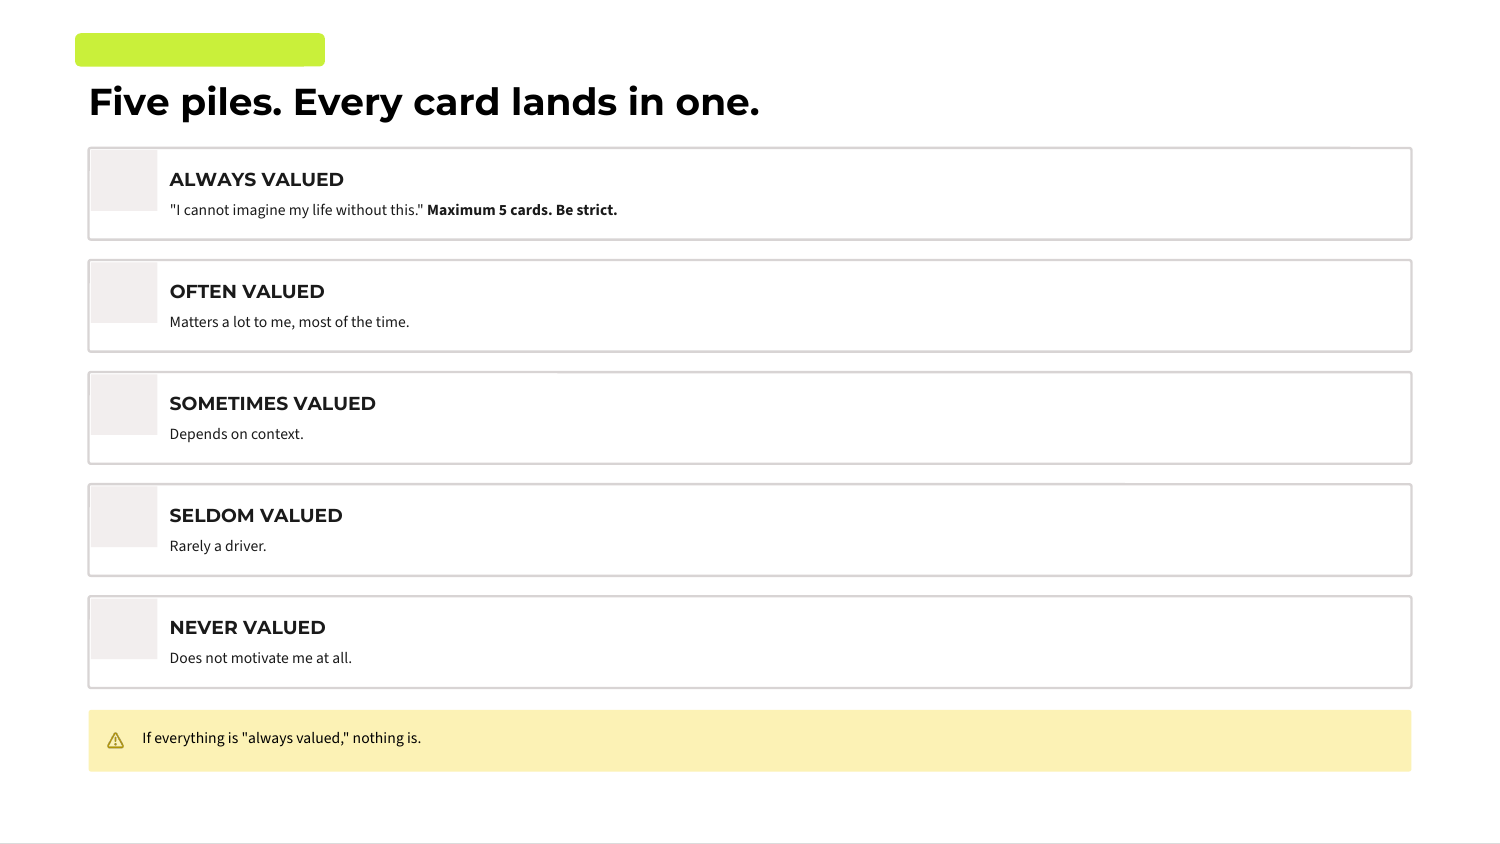 Five piles. Every card lands in one.
ALWAYS VALUED
"I cannot imagine my life without this." Maximum 5 cards. Be strict.
OFTEN VALUED
Matters a lot to me, most of the time.
SOMETIMES VALUED
Depends on context.
SELDOM VALUED
Rarely a driver.
NEVER VALUED
Does not motivate me at all.
If everything is "always valued," nothing is.